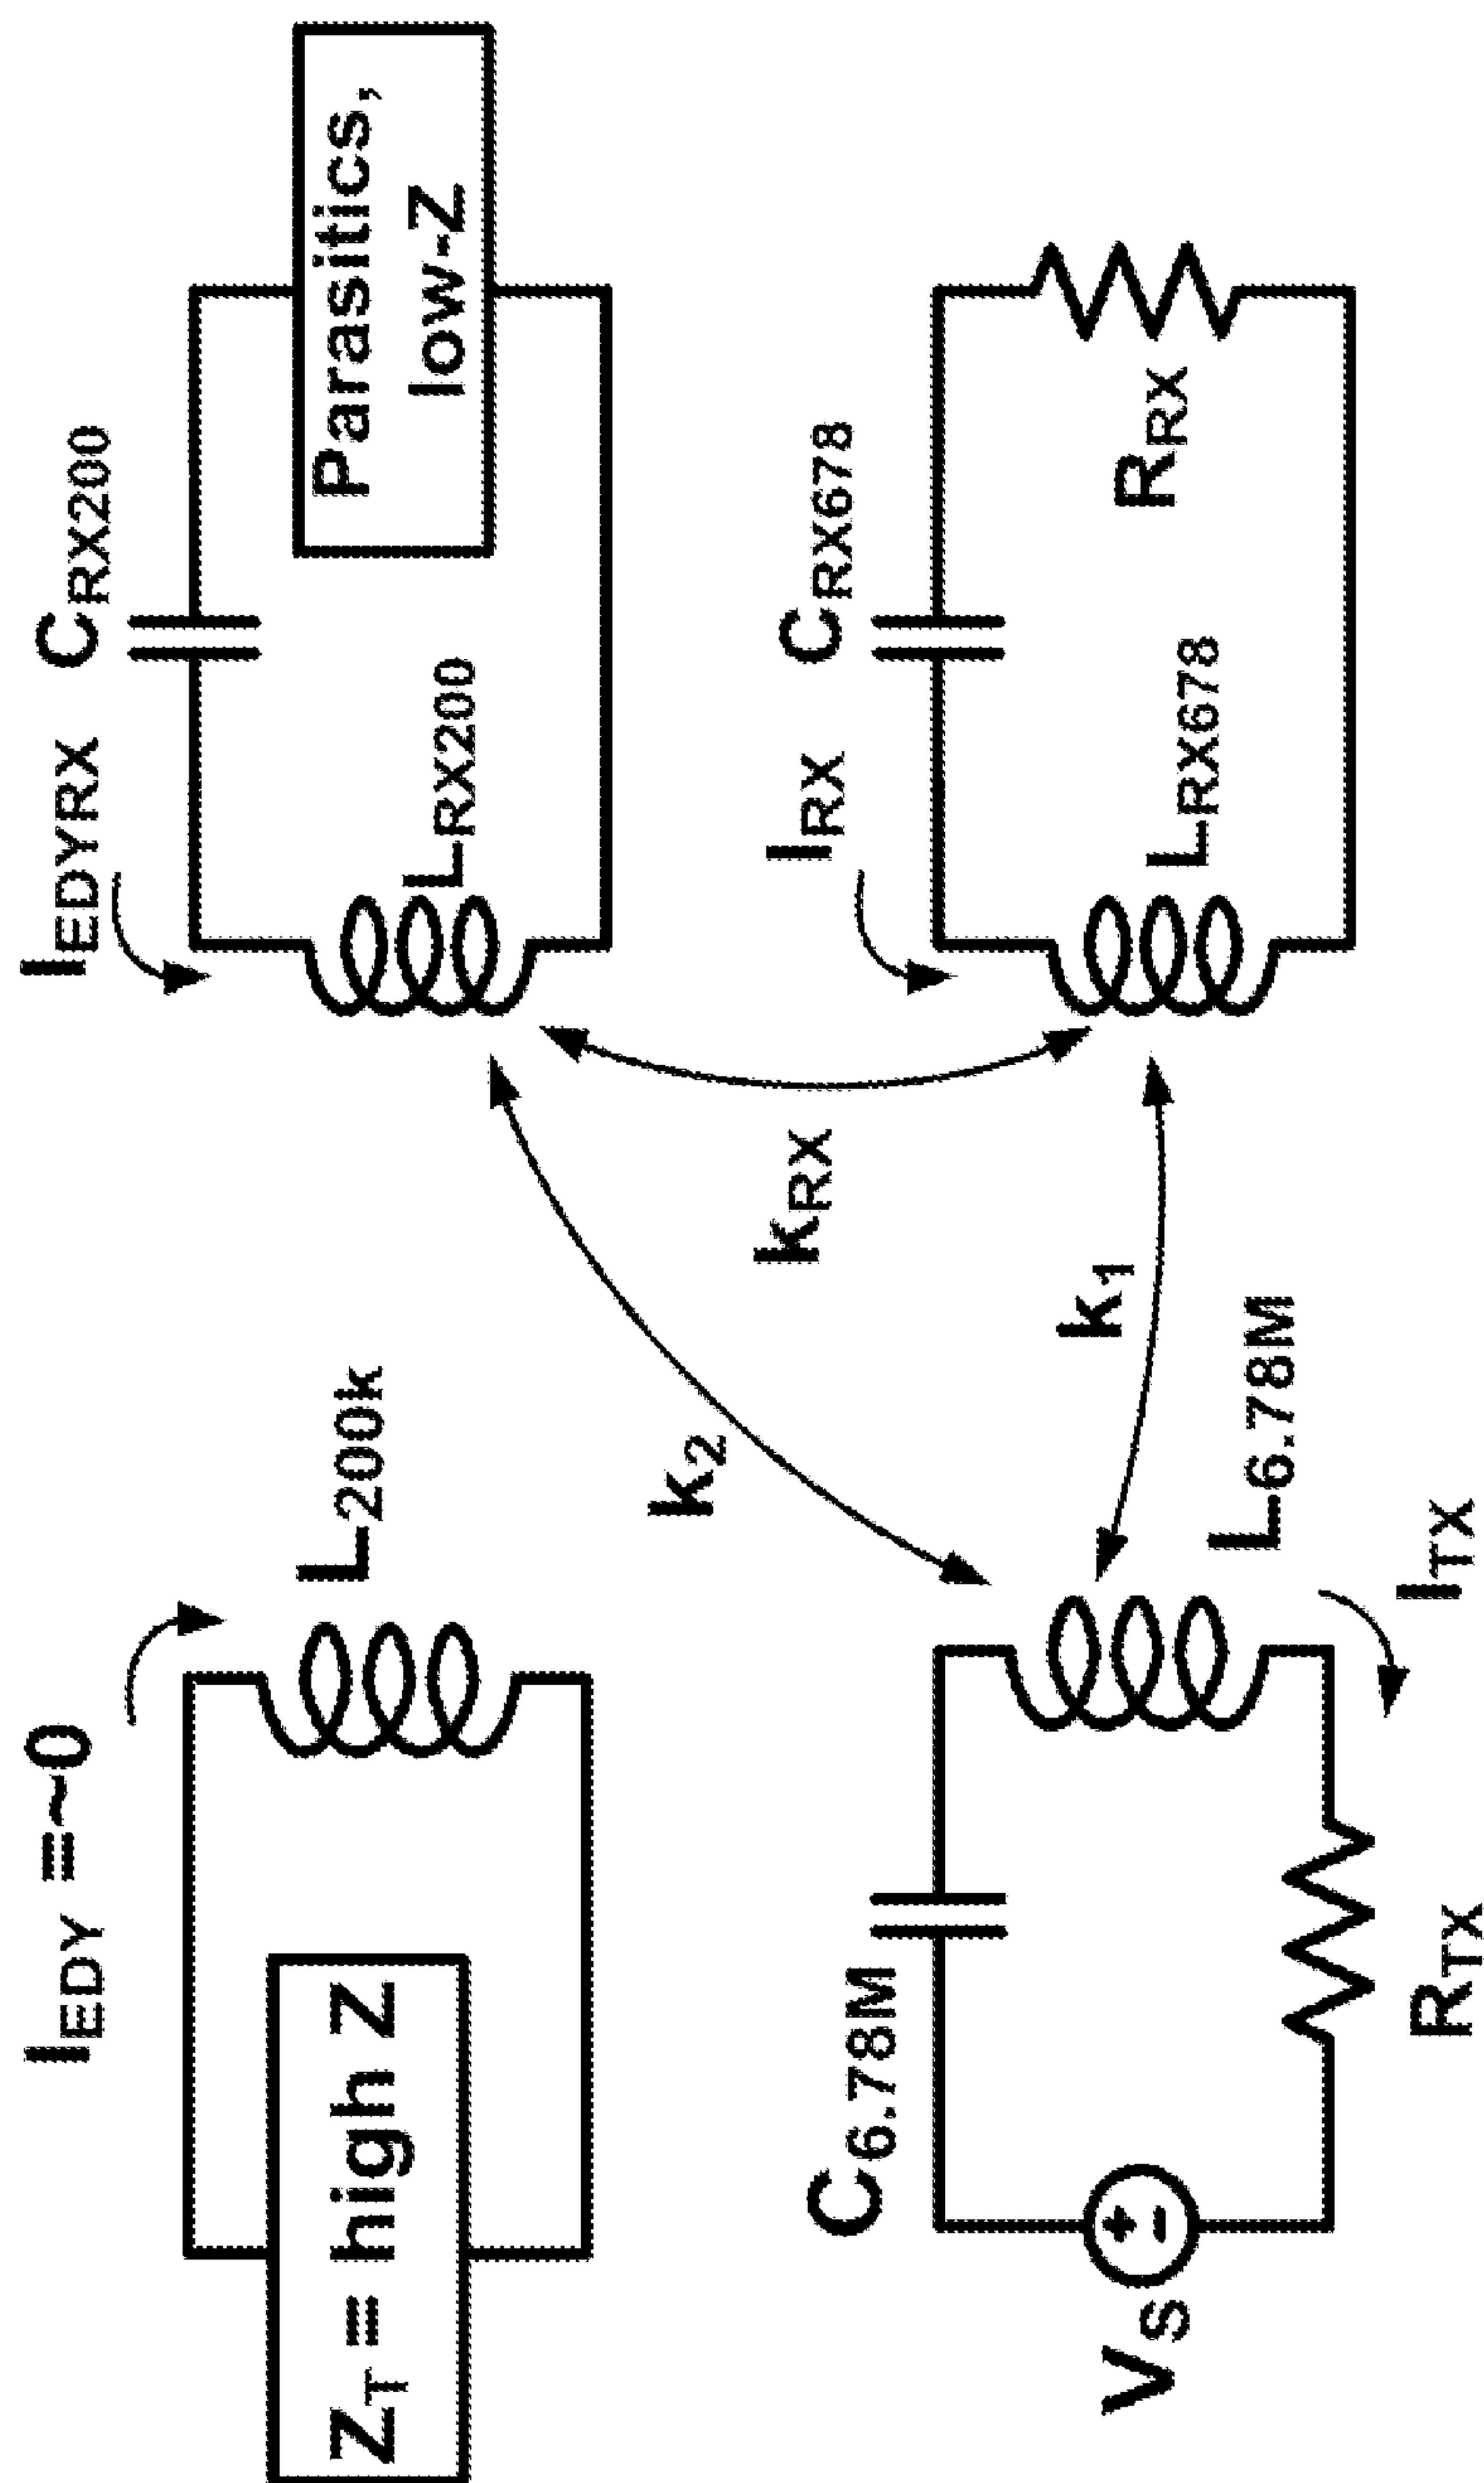 I_EDY =~0
Z_T = high Z
L_200k
I_EDYRX
C_RX200
L_RX200
Parasitics,
low-Z
k_2
k_RX
k_1
C_6.78M
L_6.78M
V_S
+
-
R_TX
I_TX
I_RX
C_RX678
L_RX678
R_RX